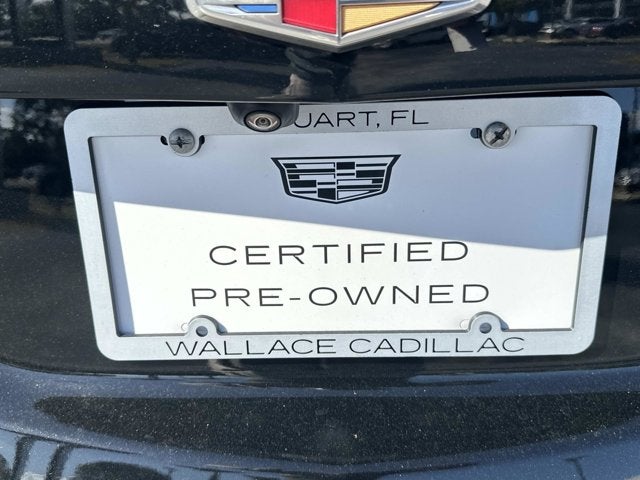 UART, FL
CERTIFIED
PRE-OWNED
WALLACE CADILLAC